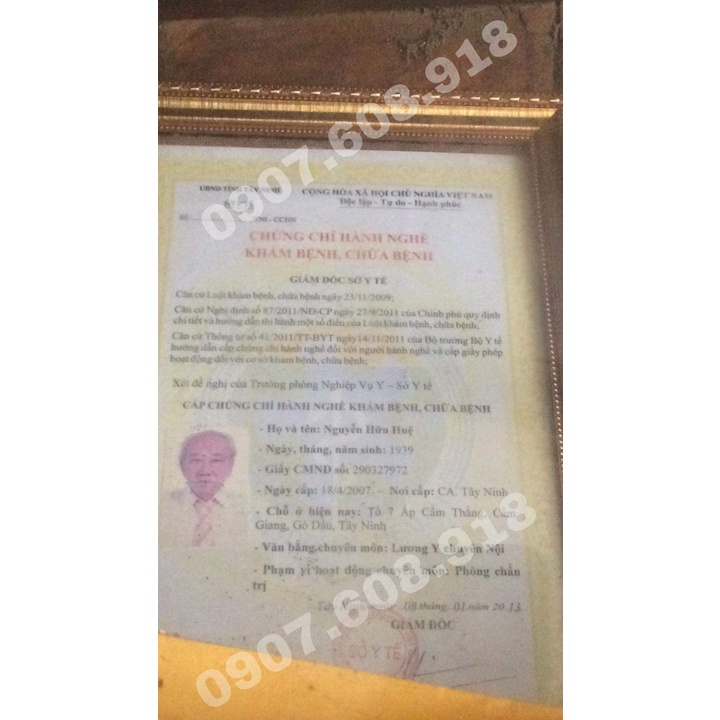 0907.608.918
UBND TỈNH TÂY NINH
CỘNG HÒA XÃ HỘI CHỦ NGHĨA VIỆT NAM
Độc lập - Tự do - Hạnh phúc
CCHN
CHỨNG CHỈ HÀNH NGHỀ
KHÁM BỆNH, CHỮA BỆNH
GIÁM ĐỐC SỞ Y TẾ
Căn cứ Luật khám bệnh, chữa bệnh ngày 23/11/2009;
Căn cứ Nghị định số 87/2011/NĐ-CP ngày 27/9/2011 của Chính phủ quy định
chi tiết và hướng dẫn thi hành một số điều của Luật khám bệnh, chữa bệnh;
Căn cứ Thông tư số 41/2011/TT-BYT ngày 14/11/2011 của Bộ trưởng Bộ Y tế
hướng dẫn cấp chứng chỉ hành nghề đối với người hành nghề và cấp giấy phép
hoạt động đối với cơ sở khám bệnh, chữa bệnh;
Xét đề nghị của Trưởng phòng Nghiệp Vụ Y – Sở Y tế
CẤP CHỨNG CHỈ HÀNH NGHỀ KHÁM BỆNH, CHỮA BỆNH
- Họ và tên: Nguyễn Hữu Huệ
- Ngày, tháng, năm sinh: 1939
- Giấy CMND số: 290327972
- Ngày cấp: 18/4/2007 – Nơi cấp: CA. Tây Ninh
- Chỗ ở hiện nay: Tổ 7 Ấp Cẩm Thắng, Cẩm
Giang, Gò Dầu, Tây Ninh
- Văn bằng chuyên môn: Lương Y chuyên Nội
- Phạm vi hoạt động chuyên môn: Phòng chẩn
trị
08 tháng 01 năm 2013
GIÁM ĐỐC
SỞ Y TẾ
0907.608.918